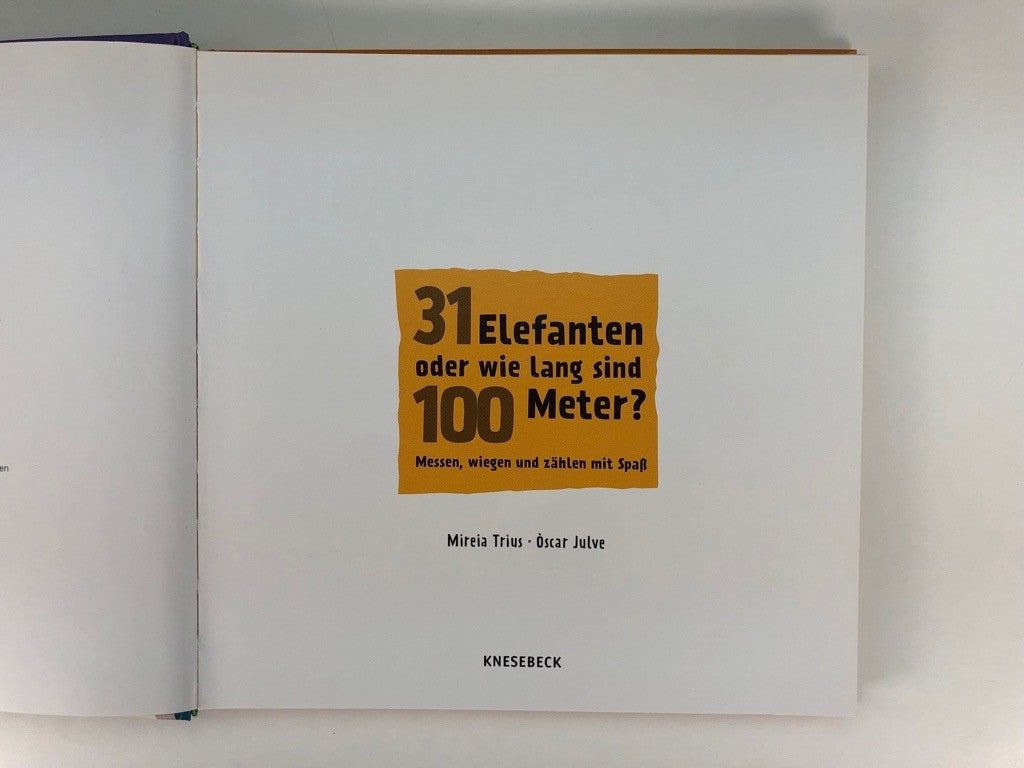 en
31 Elefanten
oder wie lang sind
100 Meter?
Messen, wiegen und zählen mit Spaß
Mireia Trius · Òscar Julve
KNESEBECK